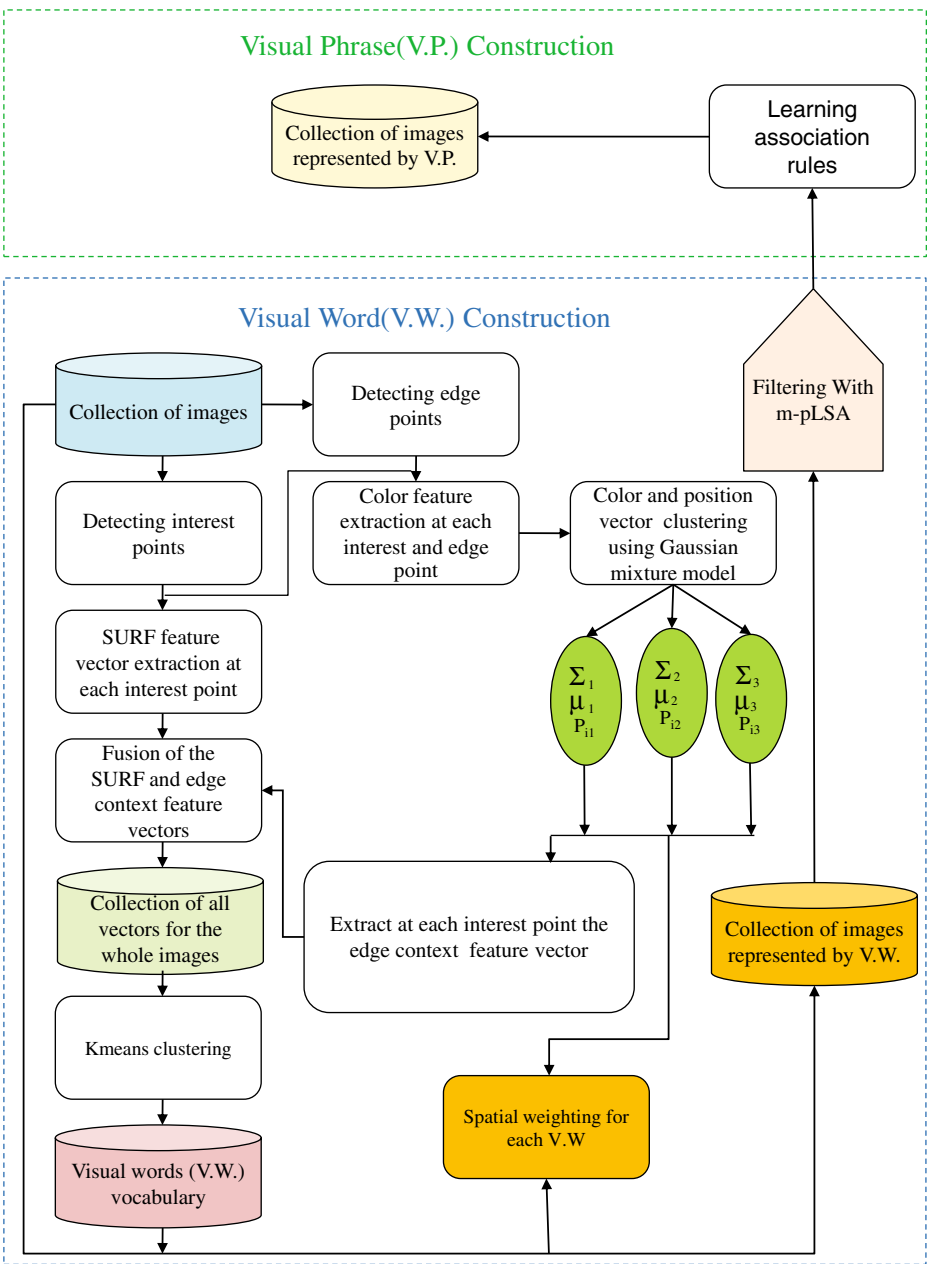 Visual Phrase(V.P.) Construction
Collection of images
represented by V.P.
Learning
association
rules
Visual Word(V.W.) Construction
Collection of images
Detecting edge
points
Filtering With
m-pLSA
Detecting interest
points
Color feature
extraction at each
interest and edge
point
Color and position
vector clustering
using Gaussian
mixture model
SURF feature
vector extraction at
each interest point
Σ1
μ1
Pi1
Σ2
μ2
Pi2
Σ3
μ3
Pi3
Fusion of the
SURF and edge
context feature
vectors
Collection of all
vectors for the
whole images
Extract at each interest point the
edge context feature vector
Collection of images
represented by V.W.
Kmeans clustering
Spatial weighting for
each V.W
Visual words (V.W.)
vocabulary